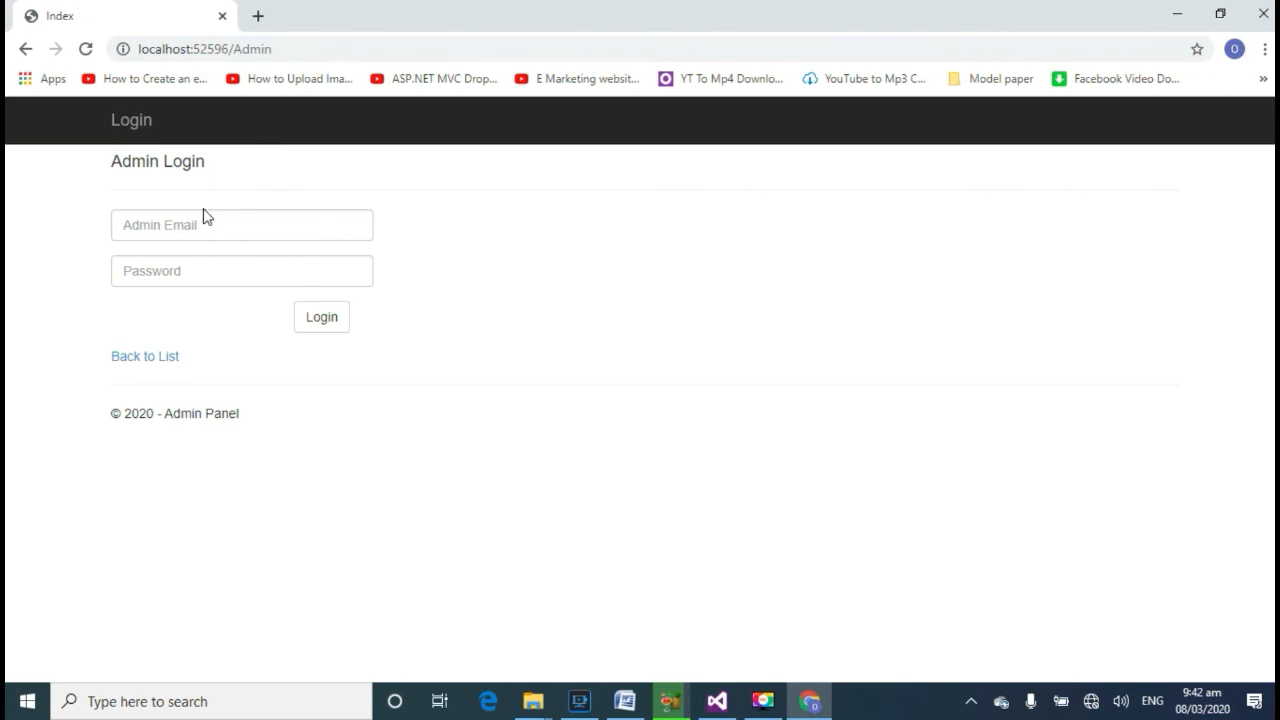 Index
localhost:52596/Admin
Apps How to Create an e... How to Upload Ima... ASP.NET MVC Drop... E Marketing websit... YT To Mp4 Downlo... YouTube to Mp3 C... Model paper Facebook Video Do... »
Login
Admin Login
Admin Email
Password
Login
Back to List
© 2020 - Admin Panel
Type here to search
ENG
9:42 am
08/03/2020